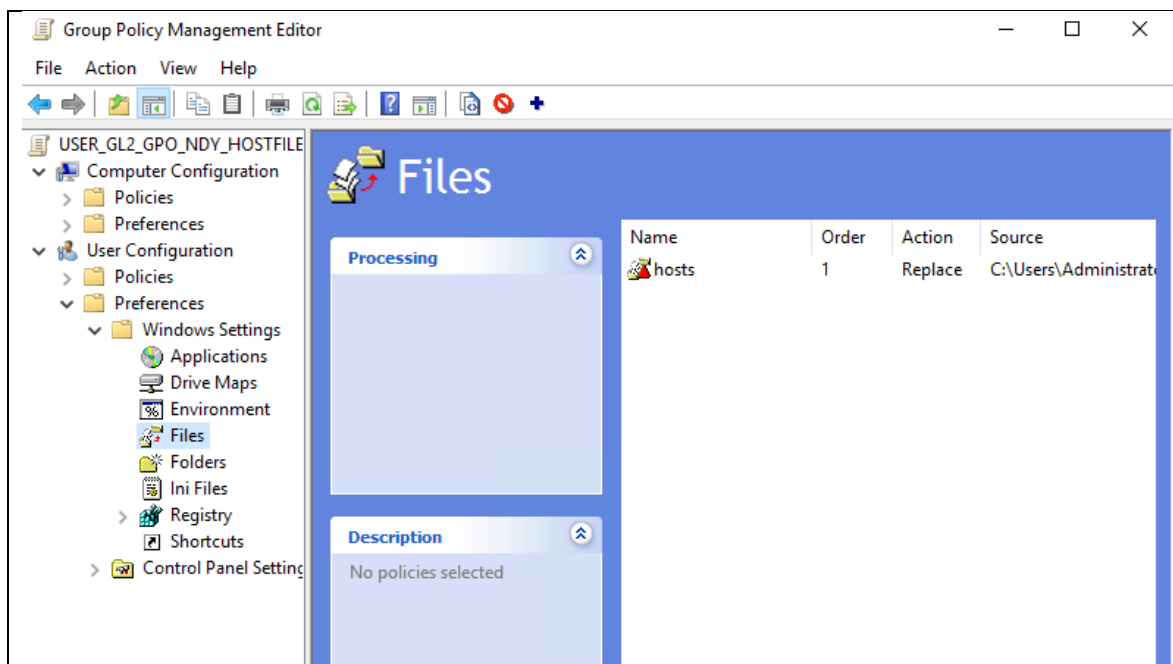 Group Policy Management Editor
File Action View Help
USER_GL2_GPO_NDY_HOSTFILE
Computer Configuration
Policies
Preferences
User Configuration
Policies
Preferences
Windows Settings
Applications
Drive Maps
Environment
Files
Folders
Ini Files
Registry
Shortcuts
Control Panel Setting
Files
Processing
Description
No policies selected
Name Order Action Source
hosts 1 Replace C:\Users\Administrat